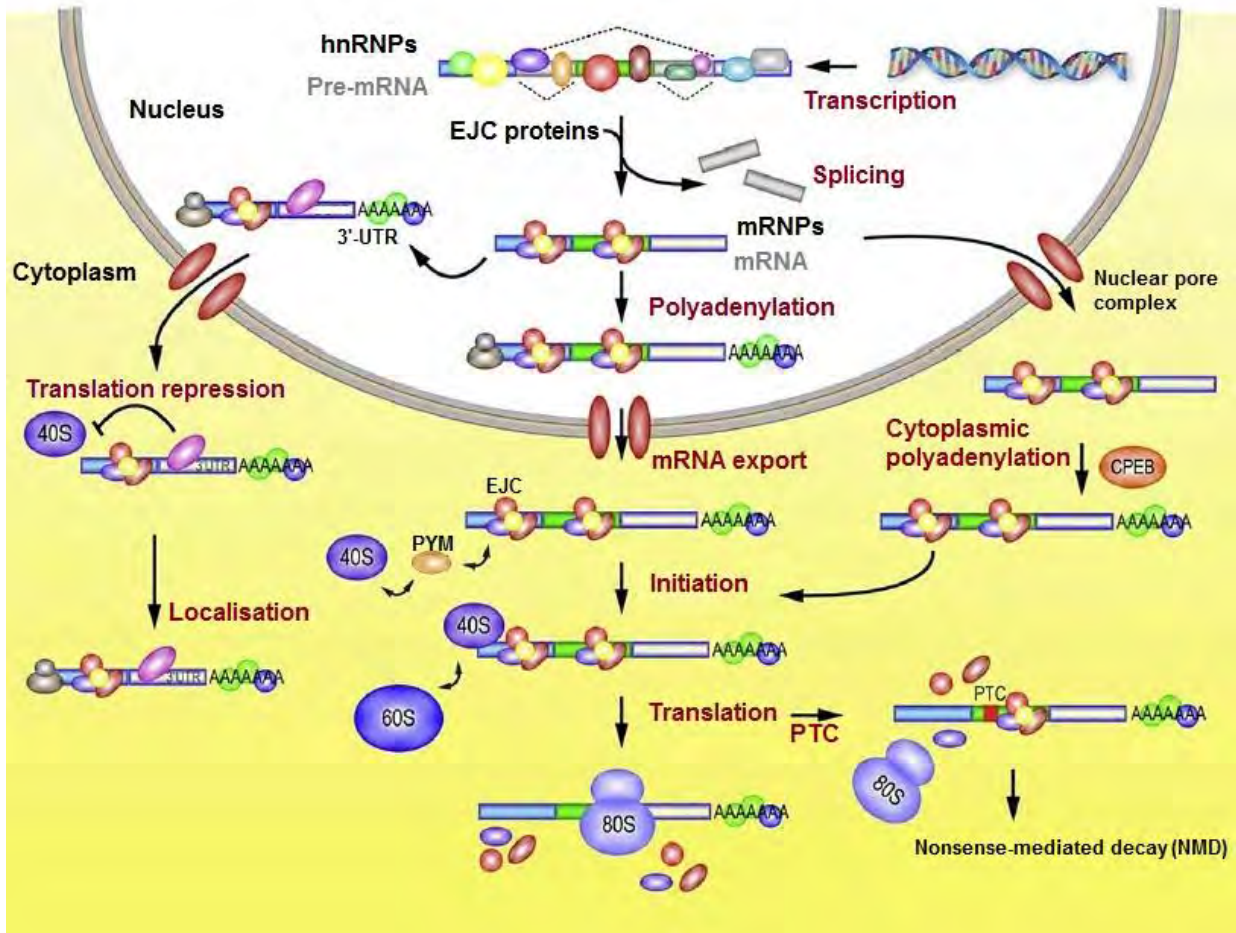 hnRNPs
Pre-mRNA
Transcription
Nucleus
EJC proteins
Splicing
AAAAAAA
3'-UTR
mRNPs
mRNA
Cytoplasm
Nuclear pore
complex
Polyadenylation
AAAAAAA
Translation repression
40S
3'UTR
AAAAAAA
Cytoplasmic
polyadenylation
CPEB
mRNA export
EJC
AAAAAAA
AAAAAAA
40S
PYM
Initiation
Localisation
40S
AAAAAAA
3'UTR
AAAAAAA
60S
Translation
PTC
PTC
AAAAAAA
80S
80S
AAAAAAA
Nonsense-mediated decay (NMD)